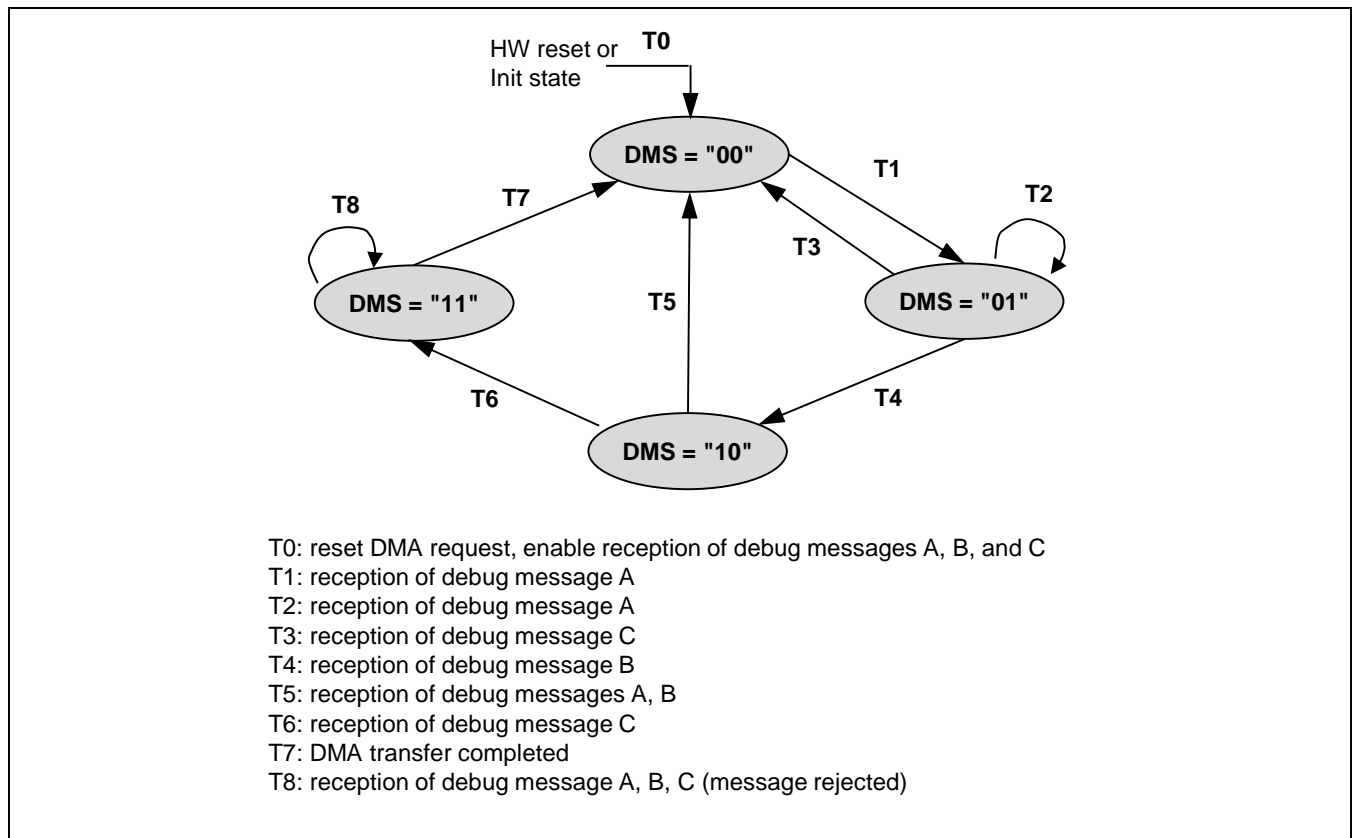 HW reset or
Init state
T0
DMS = "00"
T1
T7
T8
T3
T2
DMS = "11"
T5
DMS = "01"
T6
T4
DMS = "10"
T0: reset DMA request, enable reception of debug messages A, B, and C
T1: reception of debug message A
T2: reception of debug message A
T3: reception of debug message C
T4: reception of debug message B
T5: reception of debug messages A, B
T6: reception of debug message C
T7: DMA transfer completed
T8: reception of debug message A, B, C (message rejected)